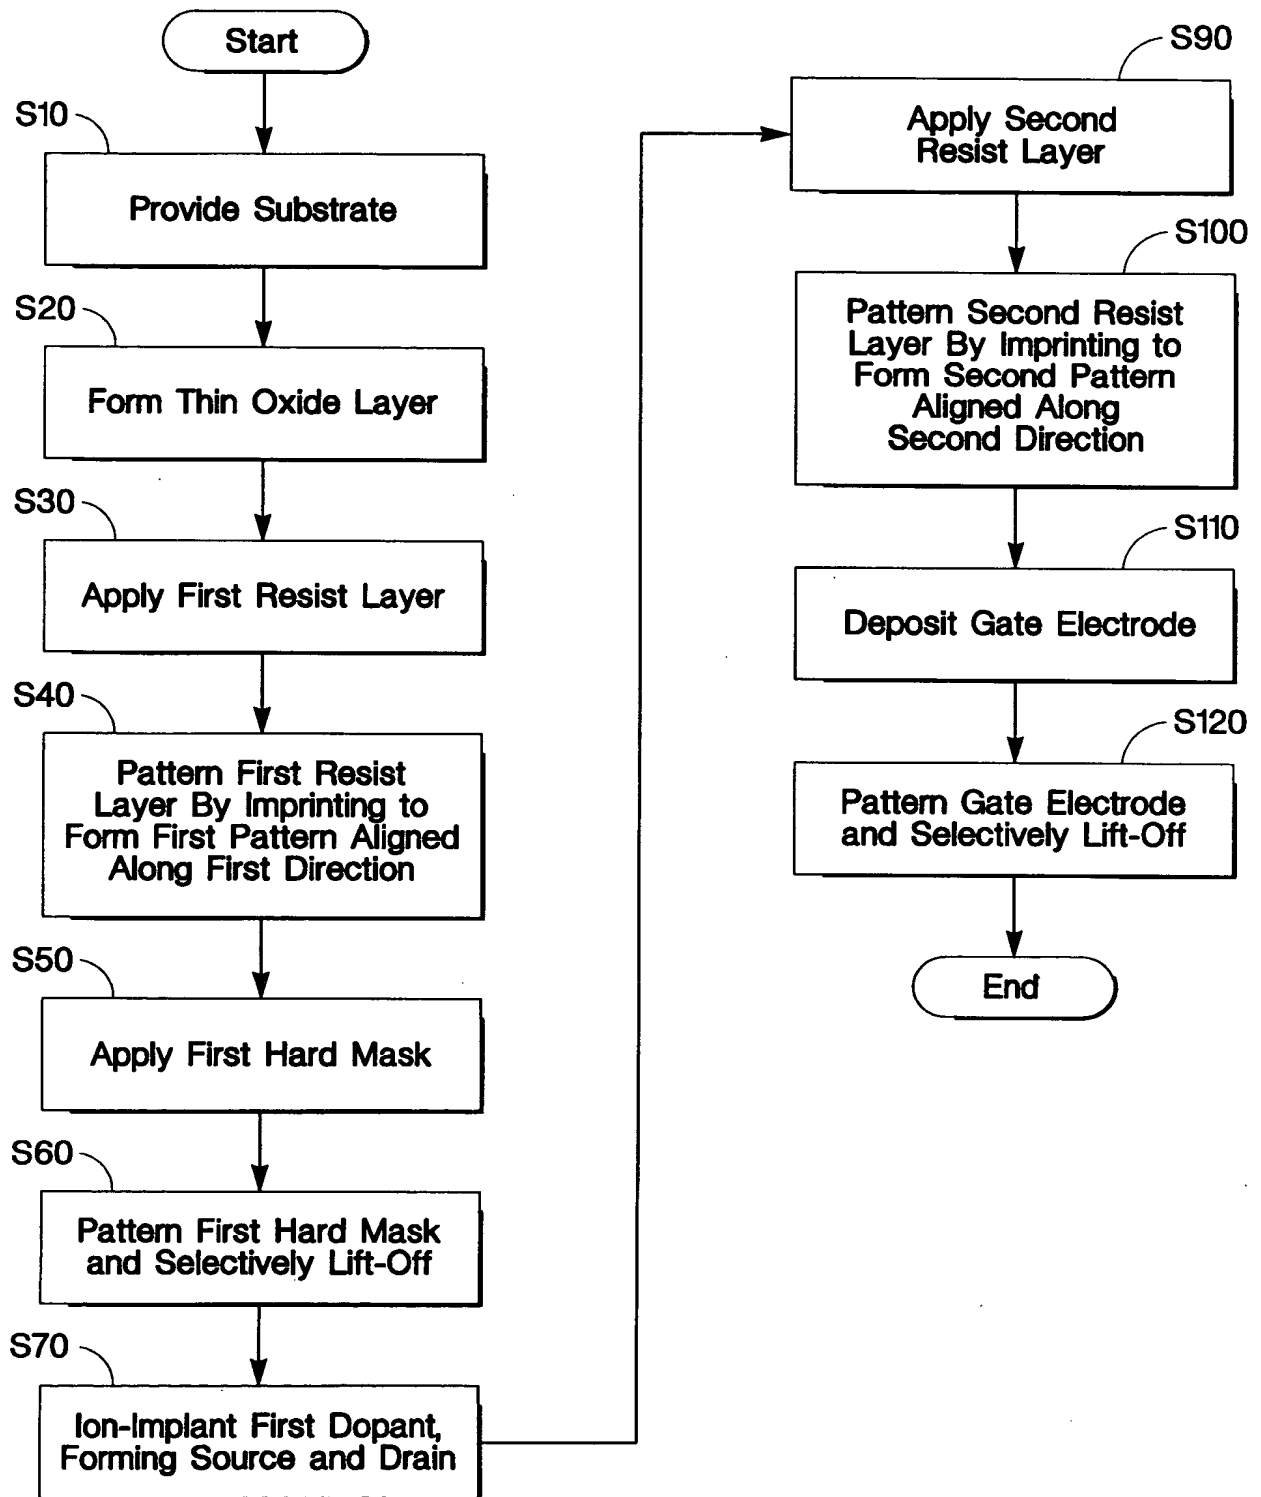 Start
S10
Provide Substrate
S20
Form Thin Oxide Layer
S30
Apply First Resist Layer
S40
Pattern First Resist
Layer By Imprinting to
Form First Pattern Aligned
Along First Direction
S50
Apply First Hard Mask
S60
Pattern First Hard Mask
and Selectively Lift-Off
S70
Ion-Implant First Dopant,
Forming Source and Drain
S90
Apply Second
Resist Layer
S100
Pattern Second Resist
Layer By Imprinting to
Form Second Pattern
Aligned Along
Second Direction
S110
Deposit Gate Electrode
S120
Pattern Gate Electrode
and Selectively Lift-Off
End